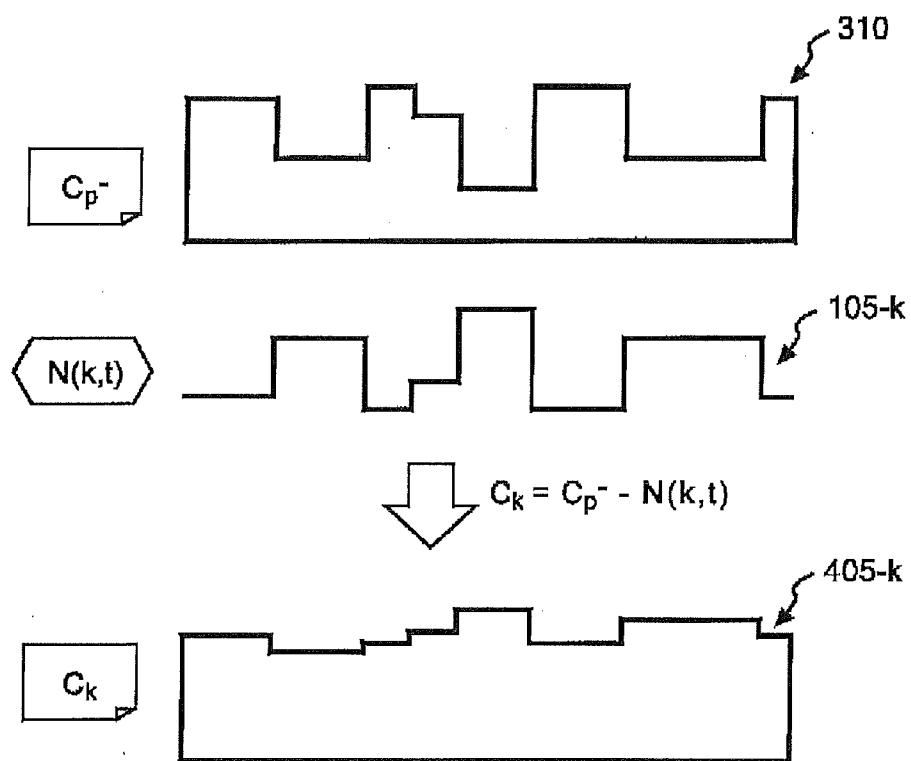 310
Cp-
105-k
N(k,t)
Ck = Cp- - N(k,t)
405-k
Ck